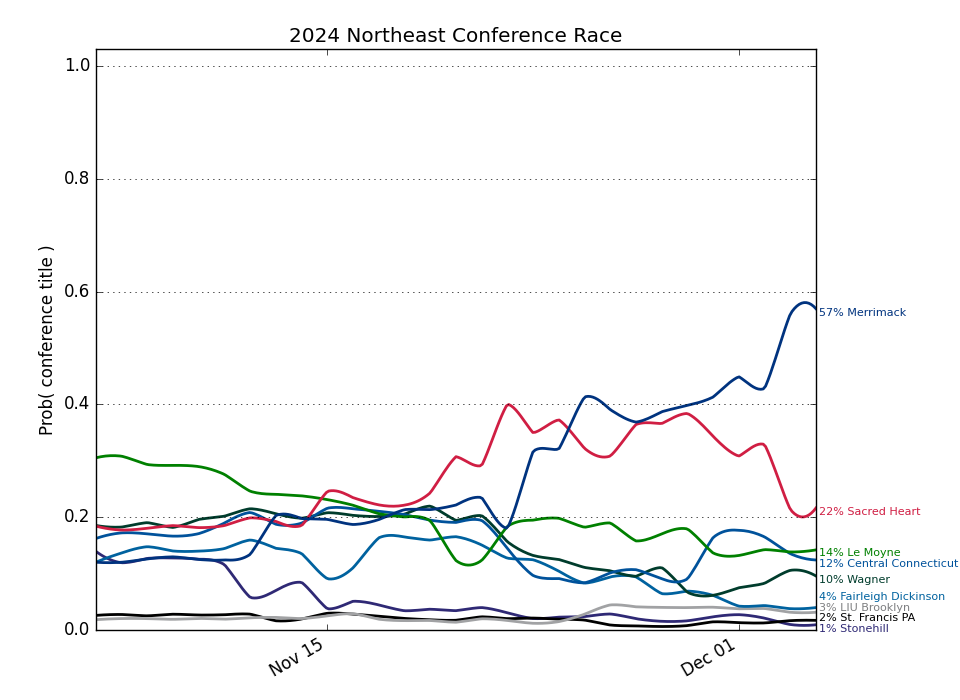 2024 Northeast Conference Race
Prob( conference title )
1.0
0.8
0.6
0.4
0.2
0.0
Nov 15
Dec 01
57% Merrimack
22% Sacred Heart
14% Le Moyne
12% Central Connecticut
10% Wagner
4% Fairleigh Dickinson
3% LIU Brooklyn
2% St. Francis PA
1% Stonehill